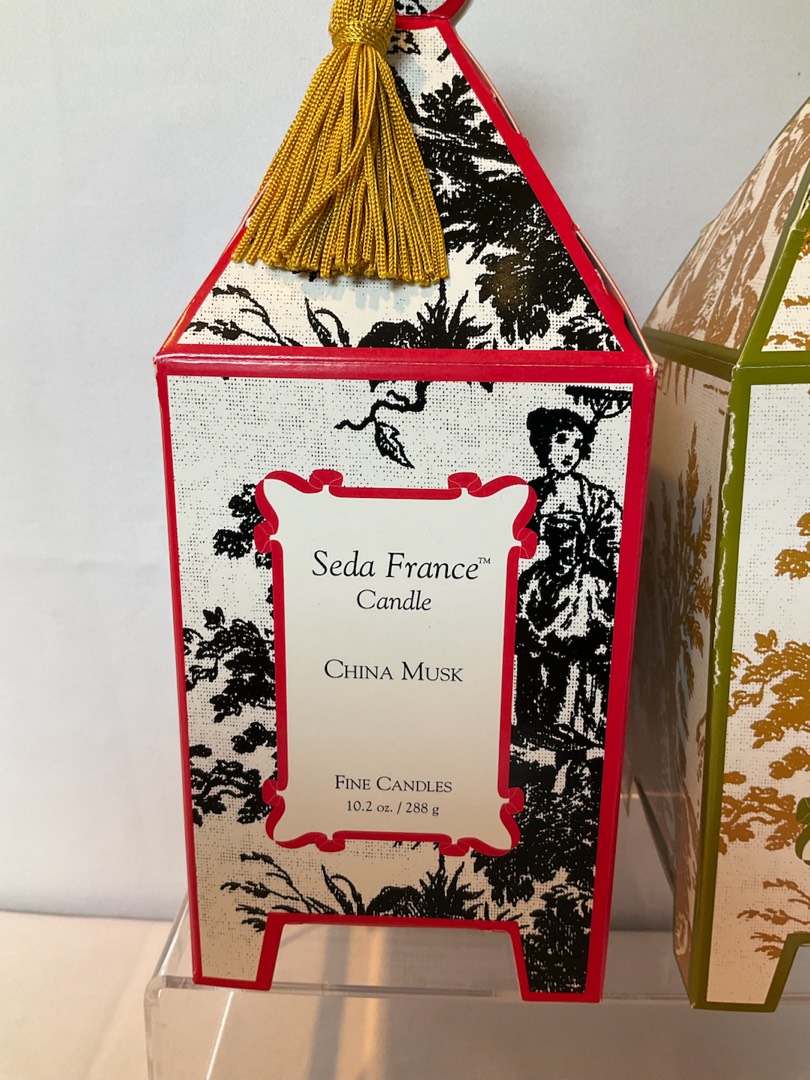 Seda France™
Candle
China Musk
Fine Candles
10.2 oz. / 288 g